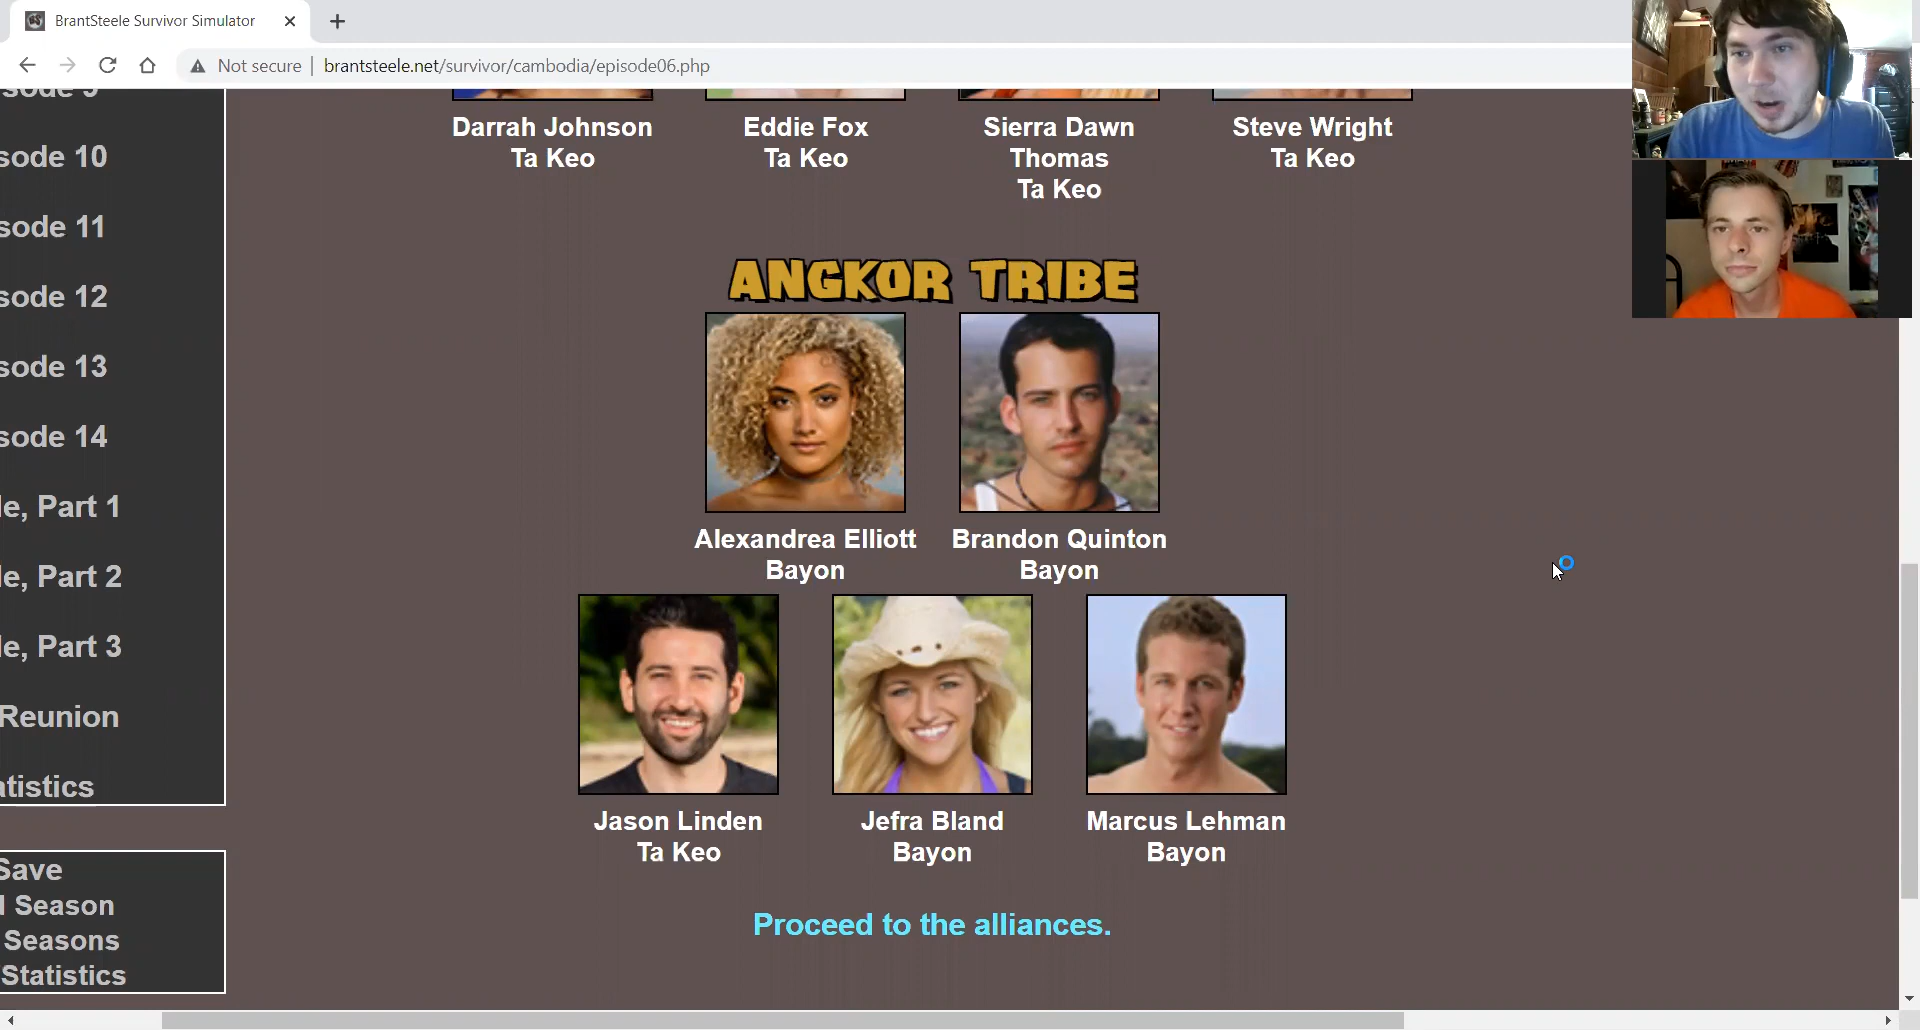 BrantSteele Survivor Simulator
Not secure
brantsteele.net/survivor/cambodia/episode06.php
sode 9
sode 10
sode 11
sode 12
sode 13
sode 14
le, Part 1
le, Part 2
le, Part 3
Reunion
atistics
Save
Season
Seasons
Statistics
Darrah Johnson
Ta Keo
Eddie Fox
Ta Keo
Sierra Dawn
Thomas
Ta Keo
Steve Wright
Ta Keo
ANGKOR TRIBE
Alexandrea Elliott
Bayon
Brandon Quinton
Bayon
Jason Linden
Ta Keo
Jefra Bland
Bayon
Marcus Lehman
Bayon
Proceed to the alliances.